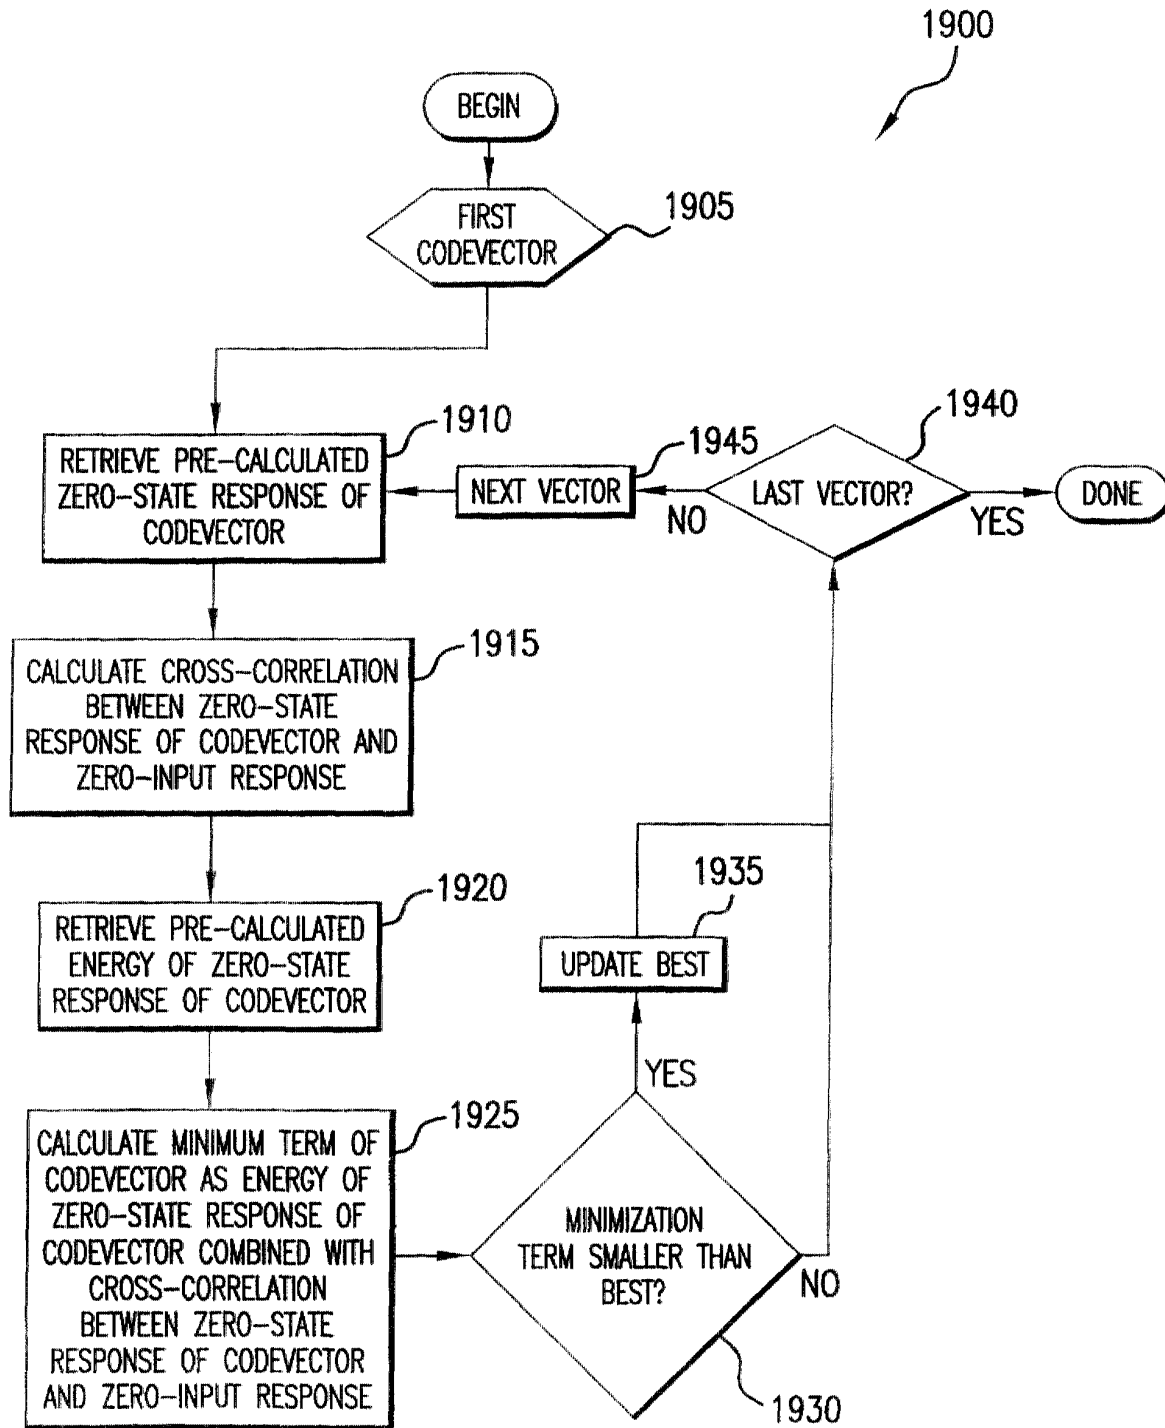 1900
BEGIN
FIRST
CODEVECTOR
1905
1910
RETRIEVE PRE-CALCULATED
ZERO-STATE RESPONSE OF
CODEVECTOR
1945
NEXT VECTOR
NO
1940
LAST VECTOR?
YES
DONE
1915
CALCULATE CROSS-CORRELATION
BETWEEN ZERO-STATE
RESPONSE OF CODEVECTOR AND
ZERO-INPUT RESPONSE
1920
RETRIEVE PRE-CALCULATED
ENERGY OF ZERO-STATE
RESPONSE OF CODEVECTOR
1935
UPDATE BEST
YES
1925
CALCULATE MINIMUM TERM OF
CODEVECTOR AS ENERGY OF
ZERO-STATE RESPONSE OF
CODEVECTOR COMBINED WITH
CROSS-CORRELATION
BETWEEN ZERO-STATE
RESPONSE OF CODEVECTOR
AND ZERO-INPUT RESPONSE
MINIMIZATION
TERM SMALLER THAN
BEST?
NO
1930